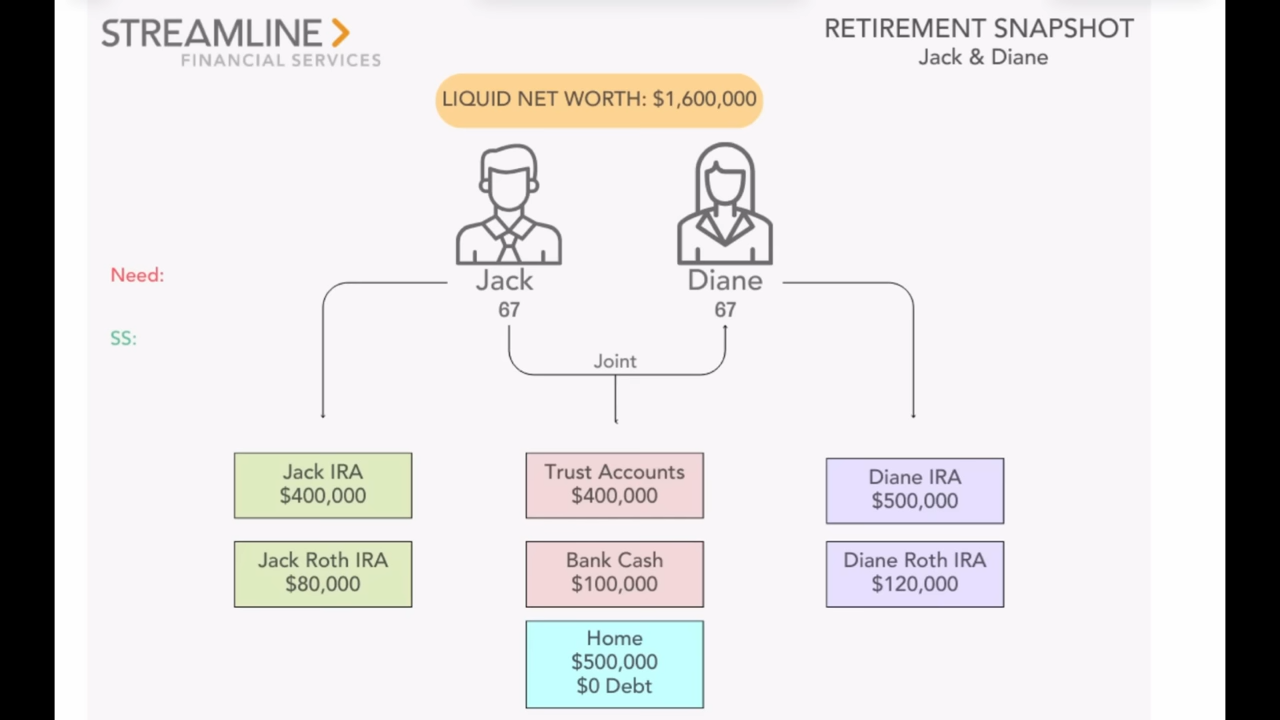 STREAMLINE
FINANCIAL SERVICES
RETIREMENT SNAPSHOT
Jack & Diane
LIQUID NET WORTH: $1,600,000
Need:
SS:
Jack
67
Diane
67
Joint
Jack IRA
$400,000
Trust Accounts
$400,000
Diane IRA
$500,000
Jack Roth IRA
$80,000
Bank Cash
$100,000
Diane Roth IRA
$120,000
Home
$500,000
$0 Debt